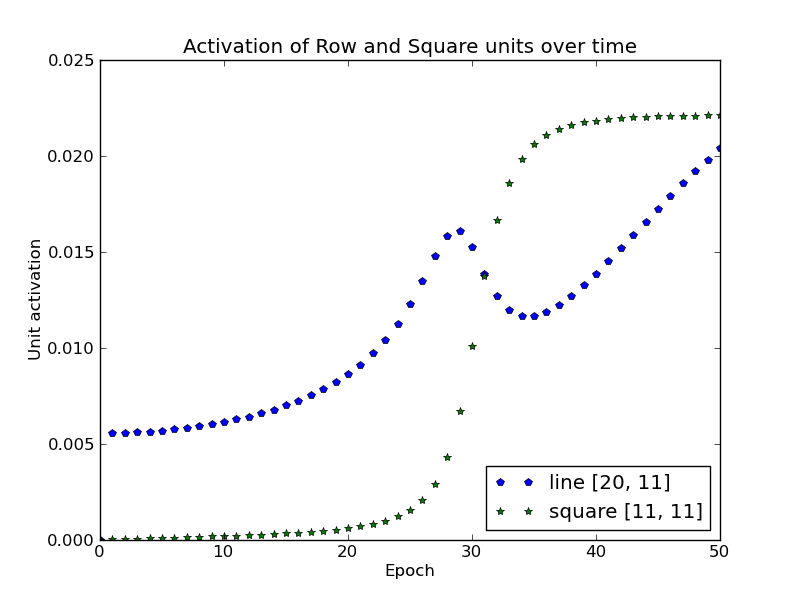 Activation of Row and Square units over time
0.025
0.020
0.015
0.010
0.005
0.000
Unit activation
line [20, 11]
square [11, 11]
0 10 20 30 40 50
Epoch